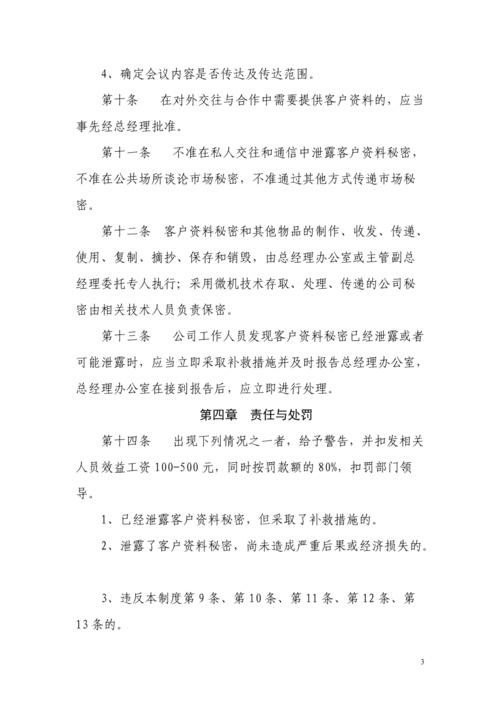 4、确定会议内容是否传达及传达范围。
第十条 在对外交往与合作中需要提供客户资料的，应当
事先经总经理批准。
第十一条 不准在私人交往和通信中泄露客户资料秘密，
不准在公共场所谈论市场秘密，不准通过其他方式传递市场秘
密。
第十二条 客户资料秘密和其他物品的制作、收发、传递、
使用、复制、摘抄、保存和销毁，由总经理办公室或主管副总
经理委托专人执行；采用微机技术存取、处理、传递的公司秘
密由相关技术人员负责保密。
第十三条 公司工作人员发现客户资料秘密已经泄露或者
可能泄露时，应当立即采取补救措施并及时报告总经理办公室，
总经理办公室在接到报告后，应立即进行处理。
第四章 责任与处罚
第十四条 出现下列情况之一者，给予警告，并扣发相关
人员效益工资100-500元，同时按罚款额的80%，扣罚部门领
导。
1、已经泄露客户资料秘密，但采取了补救措施的。
2、泄露了客户资料秘密，尚未造成严重后果或经济损失的。
3、违反本制度第9条、第10条、第11条、第12条、第
13条的。
3